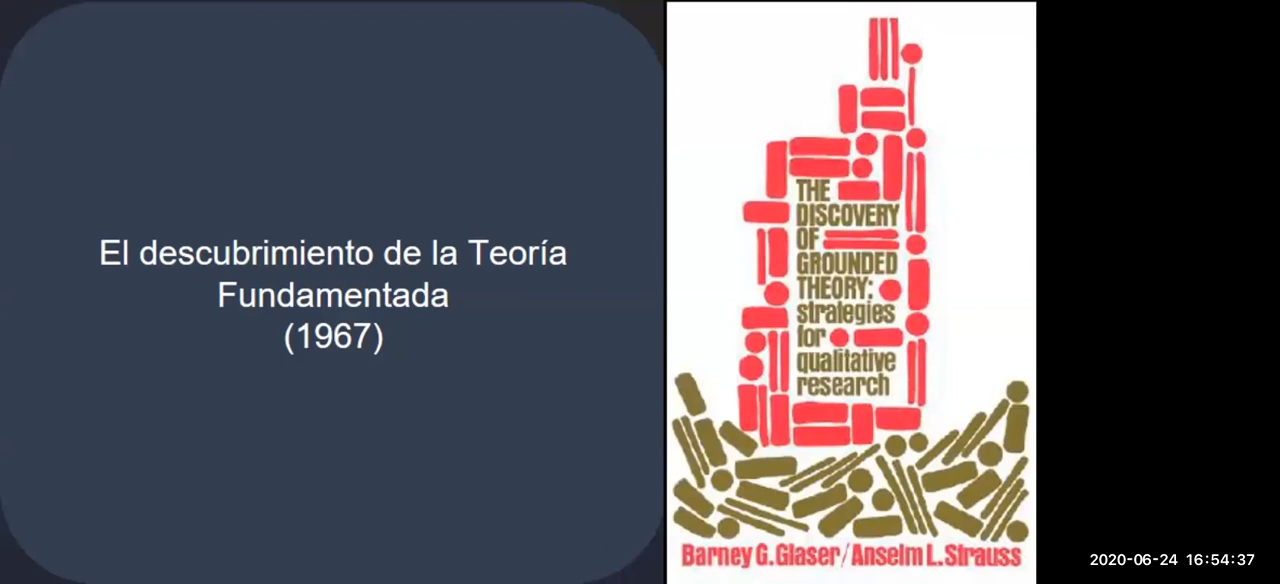 El descubrimiento de la Teoría
Fundamentada
(1967)
THE
DISCOVERY
OF
GROUNDED
THEORY:
strategies
for
qualitative
research
Barney G. Glaser/Anselm L. Strauss
2020-06-24 16:54:37